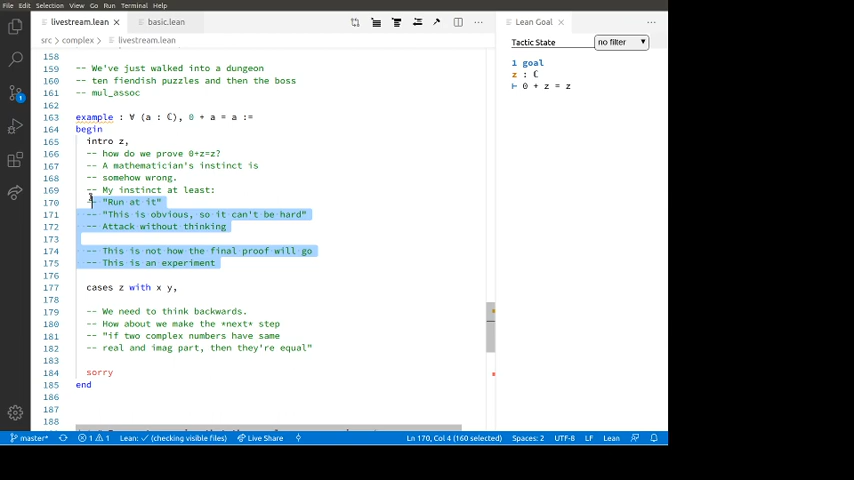 File Edit Selection View Go Run Terminal Help
livestream.lean
basic.lean
src > complex > livestream.lean
158
159 -- We've just walked into a dungeon
160 -- ten fiendish puzzles and then the boss
161 -- mul_assoc
162
163 example : ∀ (a : ℂ), 0 + a = a :=
164 begin
165 intro z,
166 -- how do we prove 0+z=z?
167 -- A mathematician's instinct is
168 -- somehow wrong.
169 -- My instinct at least:
170 -- "Run at it"
171 -- "This is obvious, so it can't be hard"
172 -- Attack without thinking
173
174 -- This is not how the final proof will go
175 -- This is an experiment
176
177 cases z with x y,
178
179 -- We need to think backwards.
180 -- How about we make the *next* step
181 -- "if two complex numbers have same
182 -- real and imag part, then they're equal"
183
184 sorry
185 end
186
187
188
Lean Goal
Tactic State
no filter
1 goal
z : ℂ
⊢ 0 + z = z
1
master*
1
1
Lean: ✓ (checking visible files)
Live Share
Ln 170, Col 4 (160 selected)
Spaces: 2
UTF-8
LF
Lean